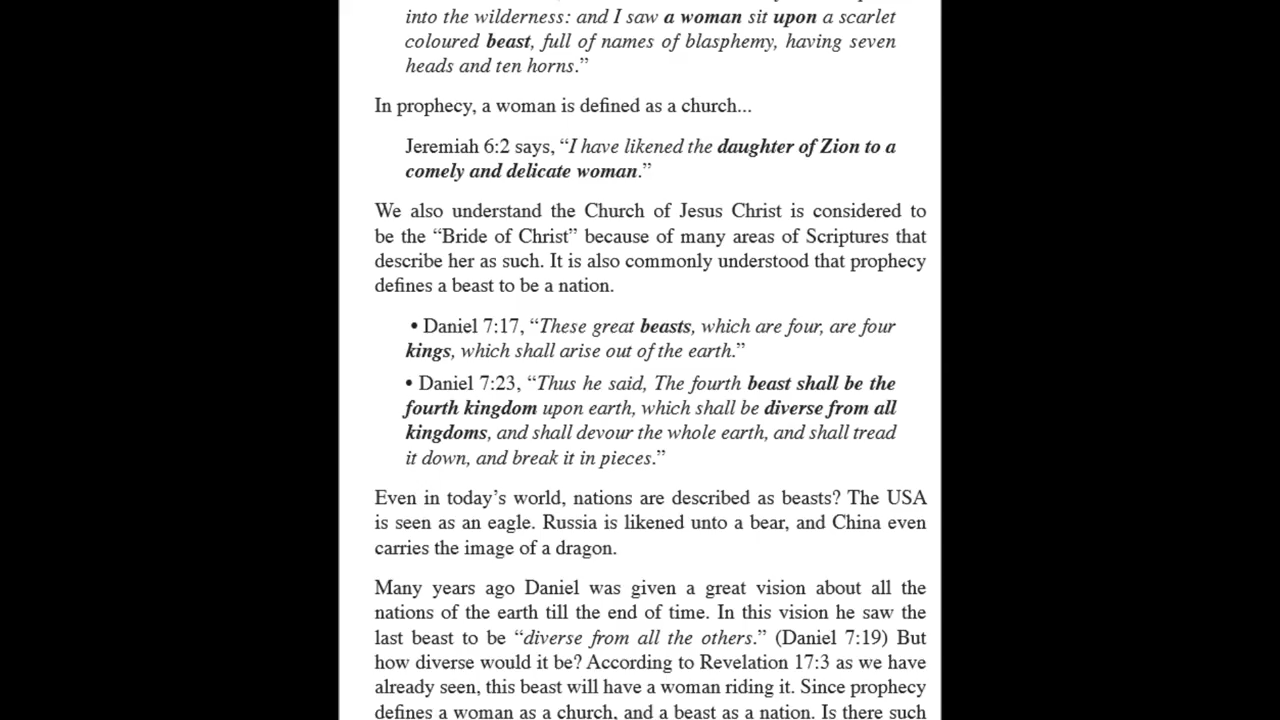 into the wilderness: and I saw a woman sit upon a scarlet
coloured beast, full of names of blasphemy, having seven
heads and ten horns.”
In prophecy, a woman is defined as a church...
Jeremiah 6:2 says, “I have likened the daughter of Zion to a
comely and delicate woman.”
We also understand the Church of Jesus Christ is considered to
be the “Bride of Christ” because of many areas of Scriptures that
describe her as such. It is also commonly understood that prophecy
defines a beast to be a nation.
• Daniel 7:17, “These great beasts, which are four, are four
kings, which shall arise out of the earth.”
• Daniel 7:23, “Thus he said, The fourth beast shall be the
fourth kingdom upon earth, which shall be diverse from all
kingdoms, and shall devour the whole earth, and shall tread
it down, and break it in pieces.”
Even in today’s world, nations are described as beasts? The USA
is seen as an eagle. Russia is likened unto a bear, and China even
carries the image of a dragon.
Many years ago Daniel was given a great vision about all the
nations of the earth till the end of time. In this vision he saw the
last beast to be “diverse from all the others.” (Daniel 7:19) But
how diverse would it be? According to Revelation 17:3 as we have
already seen, this beast will have a woman riding it. Since prophecy
defines a woman as a church, and a beast as a nation. Is there such